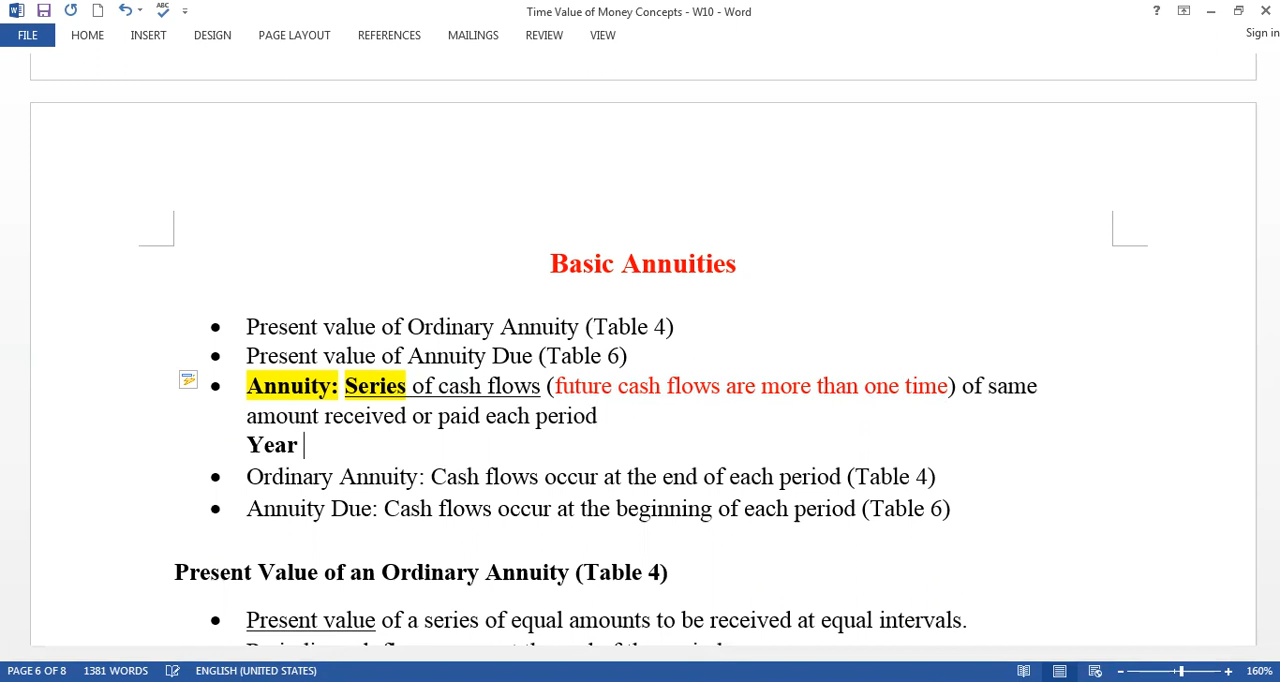 ABC
Time Value of Money Concepts - W10 - Word
?
FILE HOME INSERT DESIGN PAGE LAYOUT REFERENCES MAILINGS REVIEW VIEW Sign in
Basic Annuities
• Present value of Ordinary Annuity (Table 4)
• Present value of Annuity Due (Table 6)
• Annuity: Series of cash flows (future cash flows are more than one time) of same
amount received or paid each period
Year
• Ordinary Annuity: Cash flows occur at the end of each period (Table 4)
• Annuity Due: Cash flows occur at the beginning of each period (Table 6)
Present Value of an Ordinary Annuity (Table 4)
• Present value of a series of equal amounts to be received at equal intervals.
PAGE 6 OF 8 1381 WORDS ENGLISH (UNITED STATES) 160%